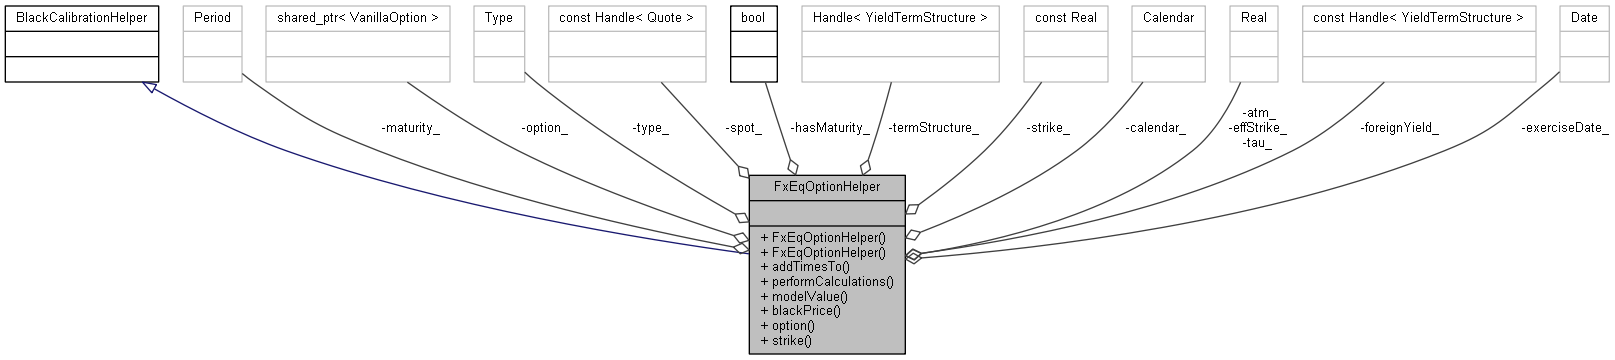 BlackCalibrationHelper
Period
shared_ptr< VanillaOption >
Type
const Handle< Quote >
bool
Handle< YieldTermStructure >
const Real
Calendar
Real
const Handle< YieldTermStructure >
Date
-maturity_
-option_
-type_
-spot_
-hasMaturity_
-termStructure_
-strike_
-calendar_
-atm_
-effStrike_
-tau_
-foreignYield_
-exerciseDate_
FxEqOptionHelper
+ FxEqOptionHelper()
+ FxEqOptionHelper()
+ addTimesTo()
+ performCalculations()
+ modelValue()
+ blackPrice()
+ option()
+ strike()